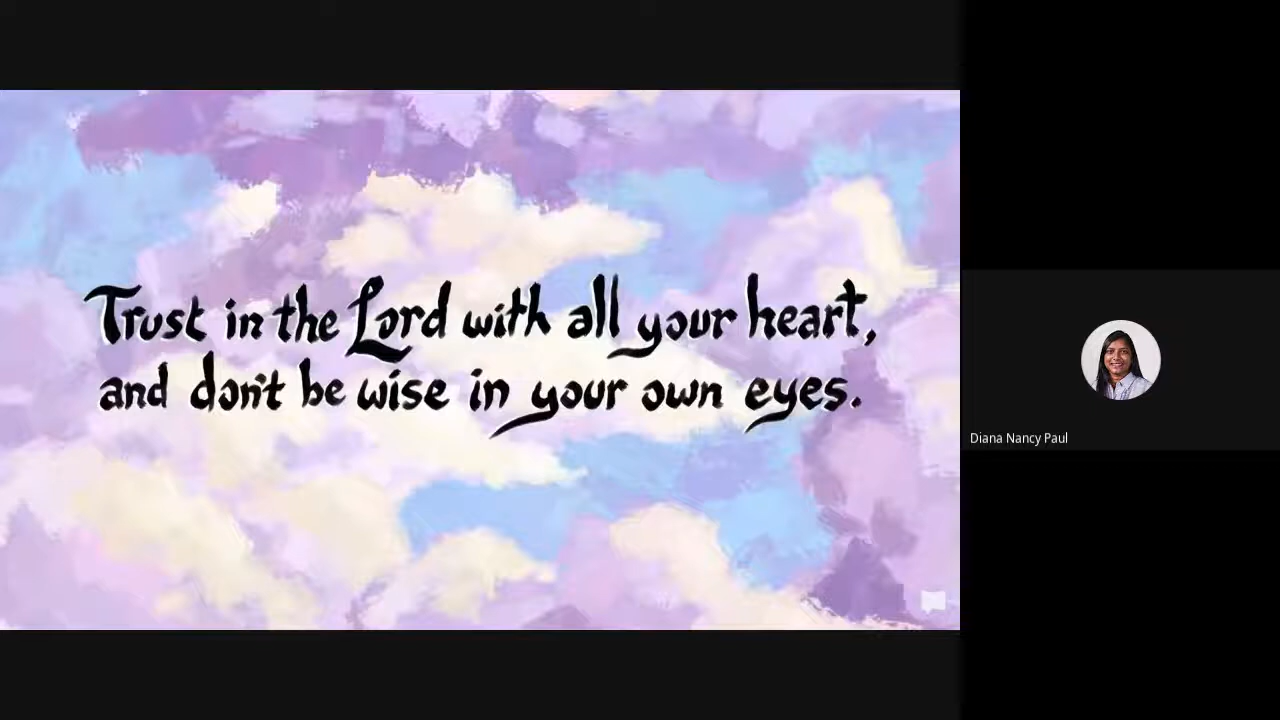 Trust in the Lord with all your heart,
and don't be wise in your own eyes.
Diana Nancy Paul